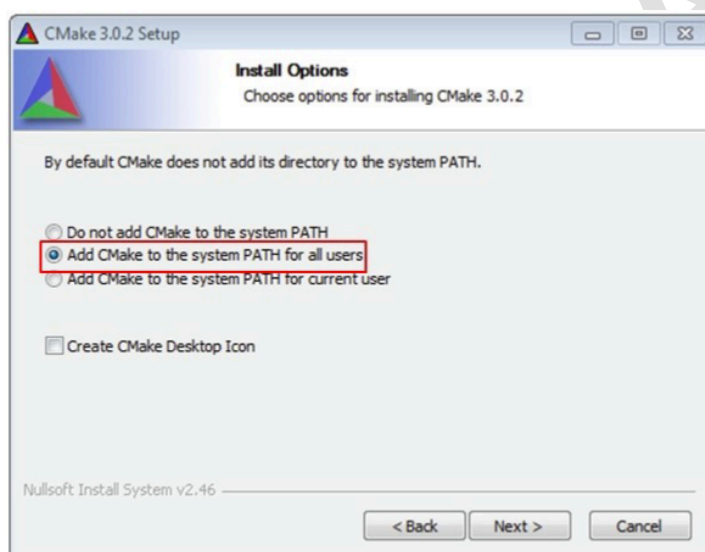 CMake 3.0.2 Setup
Install Options
Choose options for installing CMake 3.0.2
By default CMake does not add its directory to the system PATH.
Do not add CMake to the system PATH
Add CMake to the system PATH for all users
Add CMake to the system PATH for current user
Create CMake Desktop Icon
Nullsoft Install System v2.46
< Back Next > Cancel